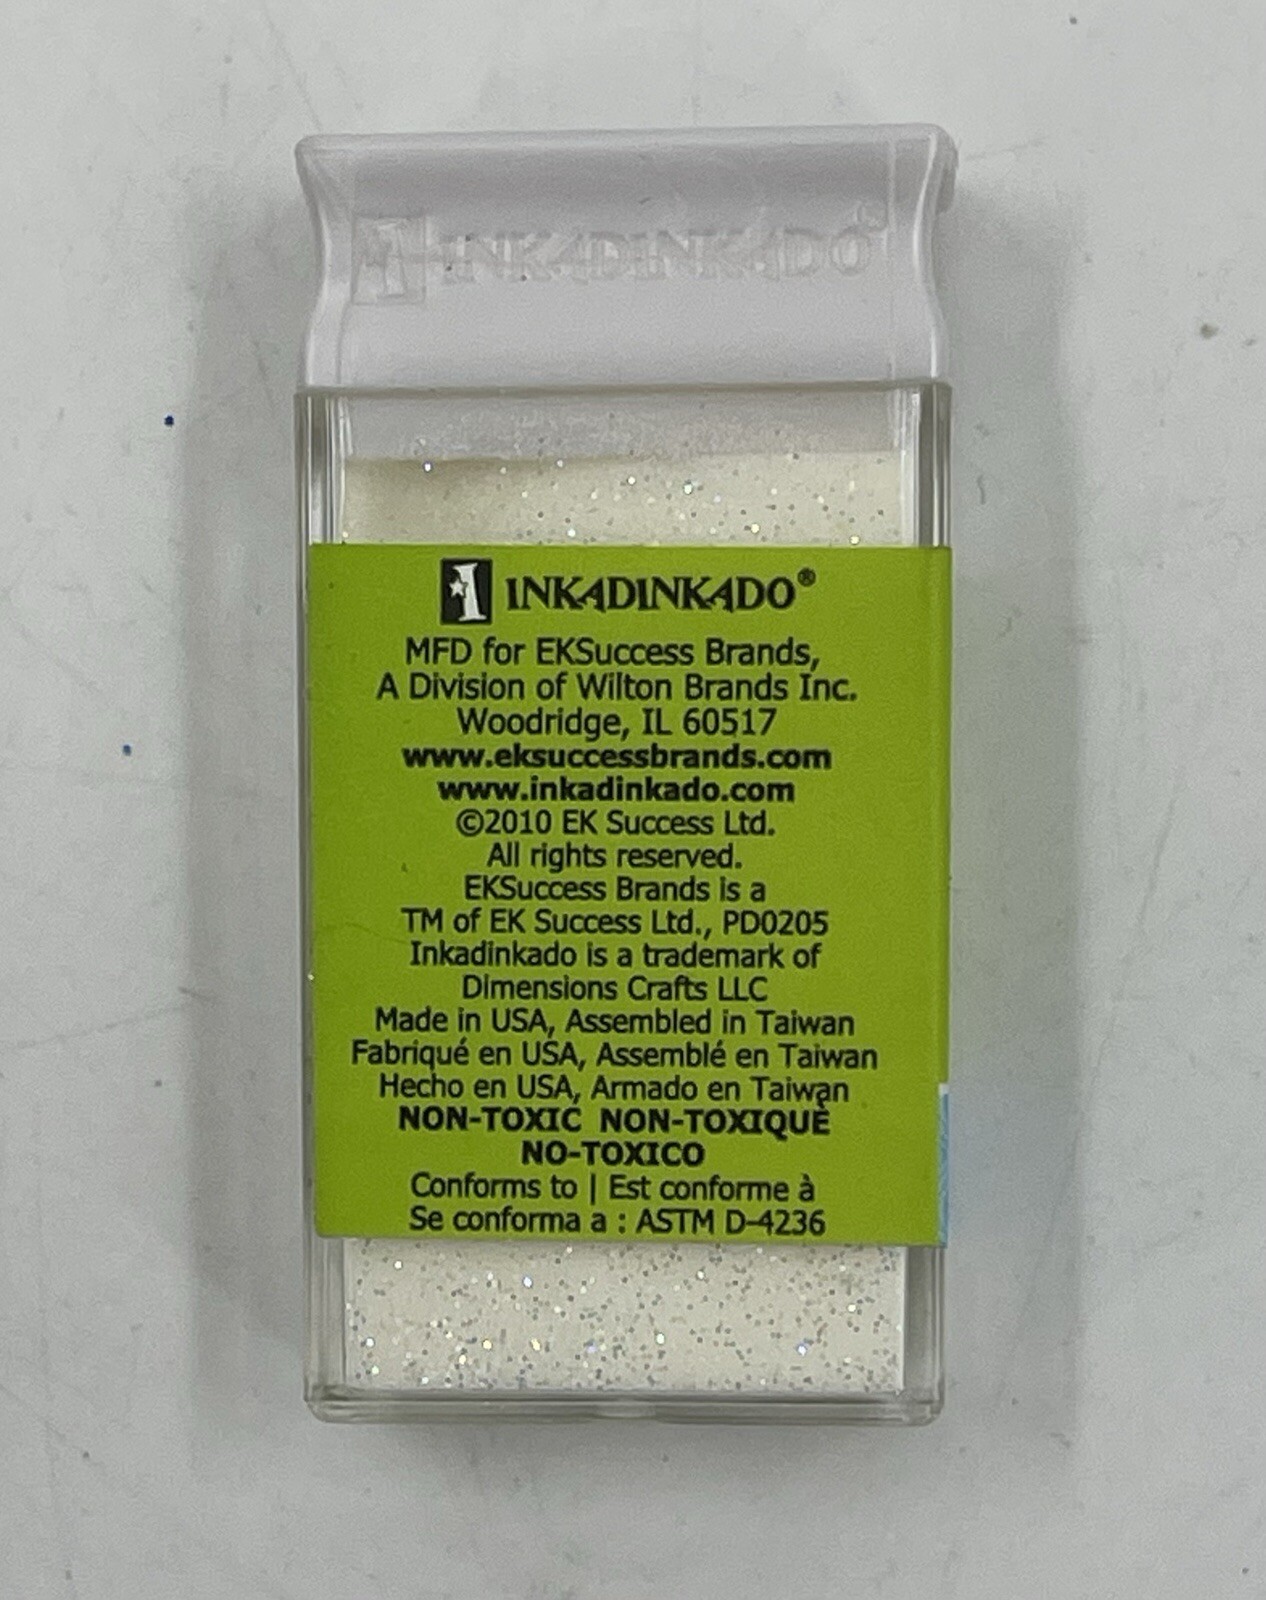 INKADINKADO®
INKADINKADO®
MFD for EKSuccess Brands,
A Division of Wilton Brands Inc.
Woodridge, IL 60517
www.eksuccessbrands.com
www.inkadinkado.com
©2010 EK Success Ltd.
All rights reserved.
EKSuccess Brands is a
TM of EK Success Ltd., PD0205
Inkadinkado is a trademark of
Dimensions Crafts LLC
Made in USA, Assembled in Taiwan
Fabriqué en USA, Assemblé en Taiwan
Hecho en USA, Armado en Taiwan
NON-TOXIC NON-TOXIQUÉ
NO-TOXICO
Conforms to | Est conforme à
Se conforma a : ASTM D-4236